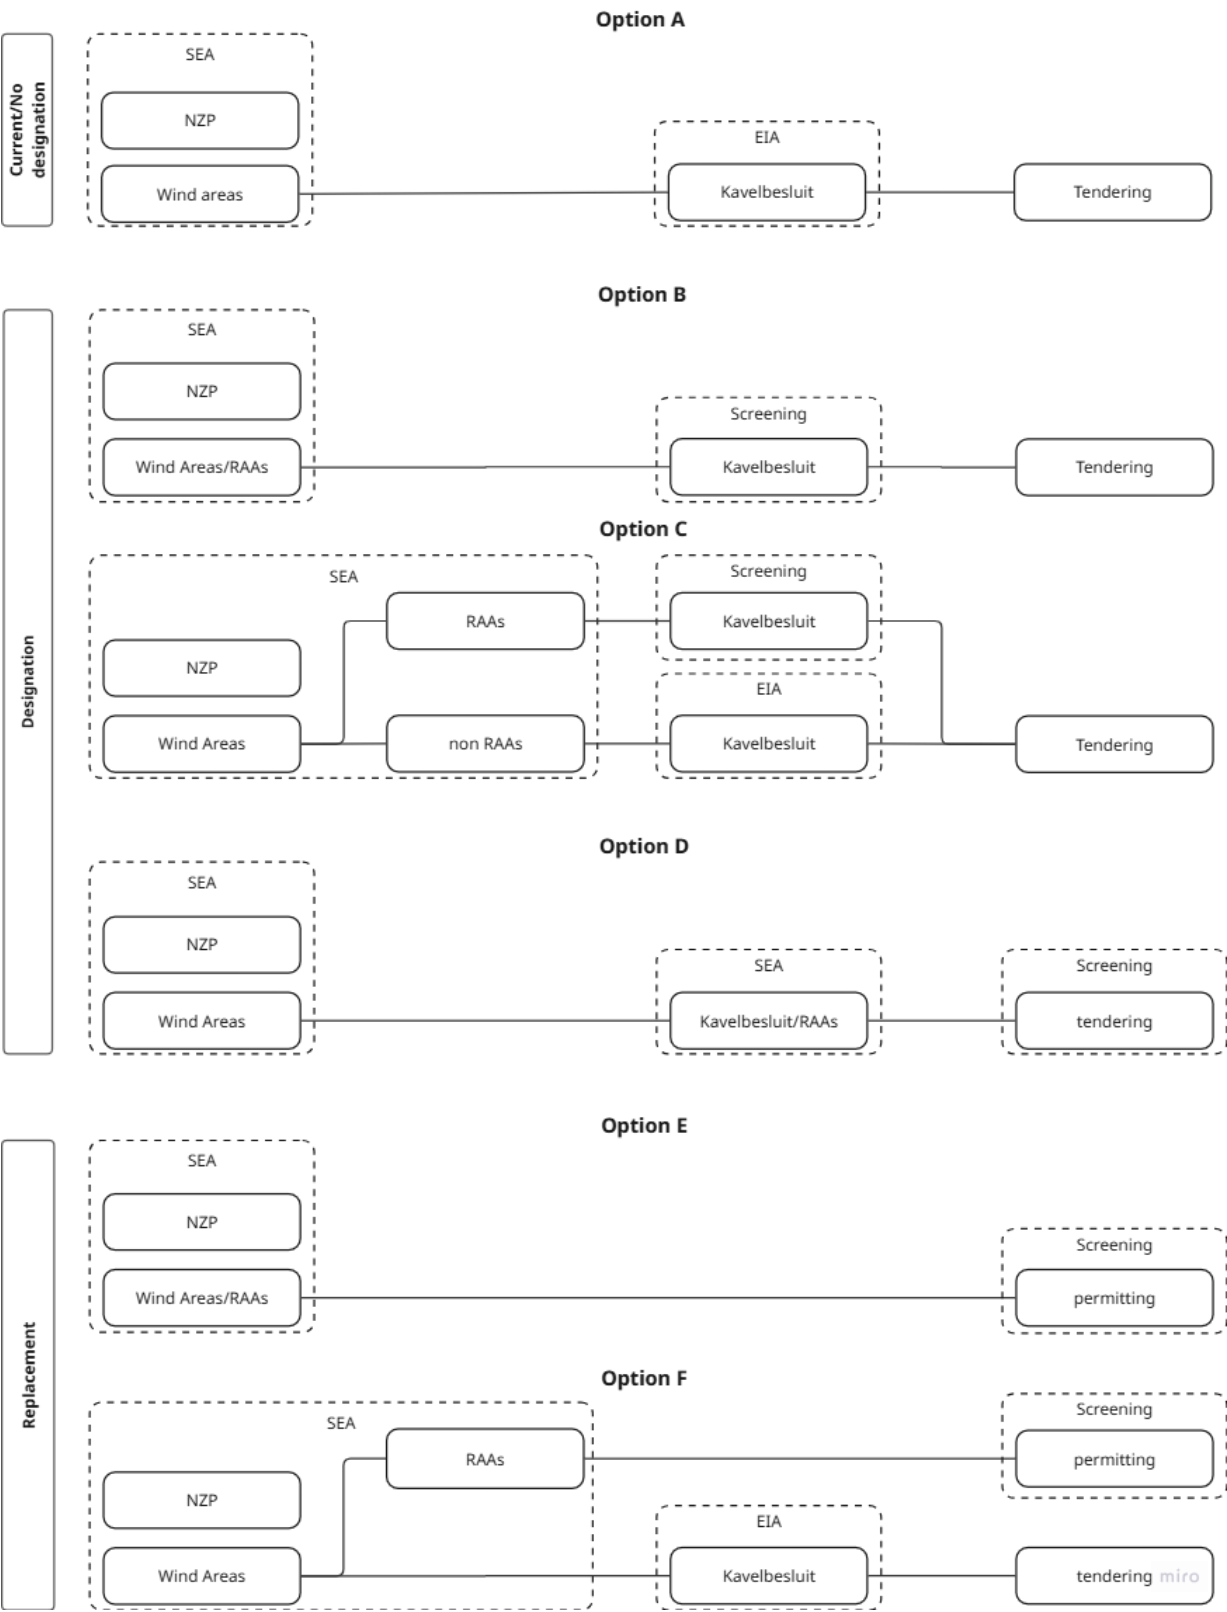 Option A
Current/No
designation
SEA
NZP
Wind areas
EIA
Kavelbesluit
Tendering
Option B
Designation
SEA
NZP
Wind Areas/RAAs
Screening
Kavelbesluit
Tendering
Option C
SEA
NZP
Wind Areas
RAAs
non RAAs
Screening
Kavelbesluit
EIA
Kavelbesluit
Tendering
Option D
SEA
NZP
Wind Areas
SEA
Kavelbesluit/RAAs
Screening
tendering
Option E
Replacement
SEA
NZP
Wind Areas/RAAs
Screening
permitting
Option F
SEA
NZP
Wind Areas
RAAs
Screening
permitting
EIA
Kavelbesluit
tendering
miro